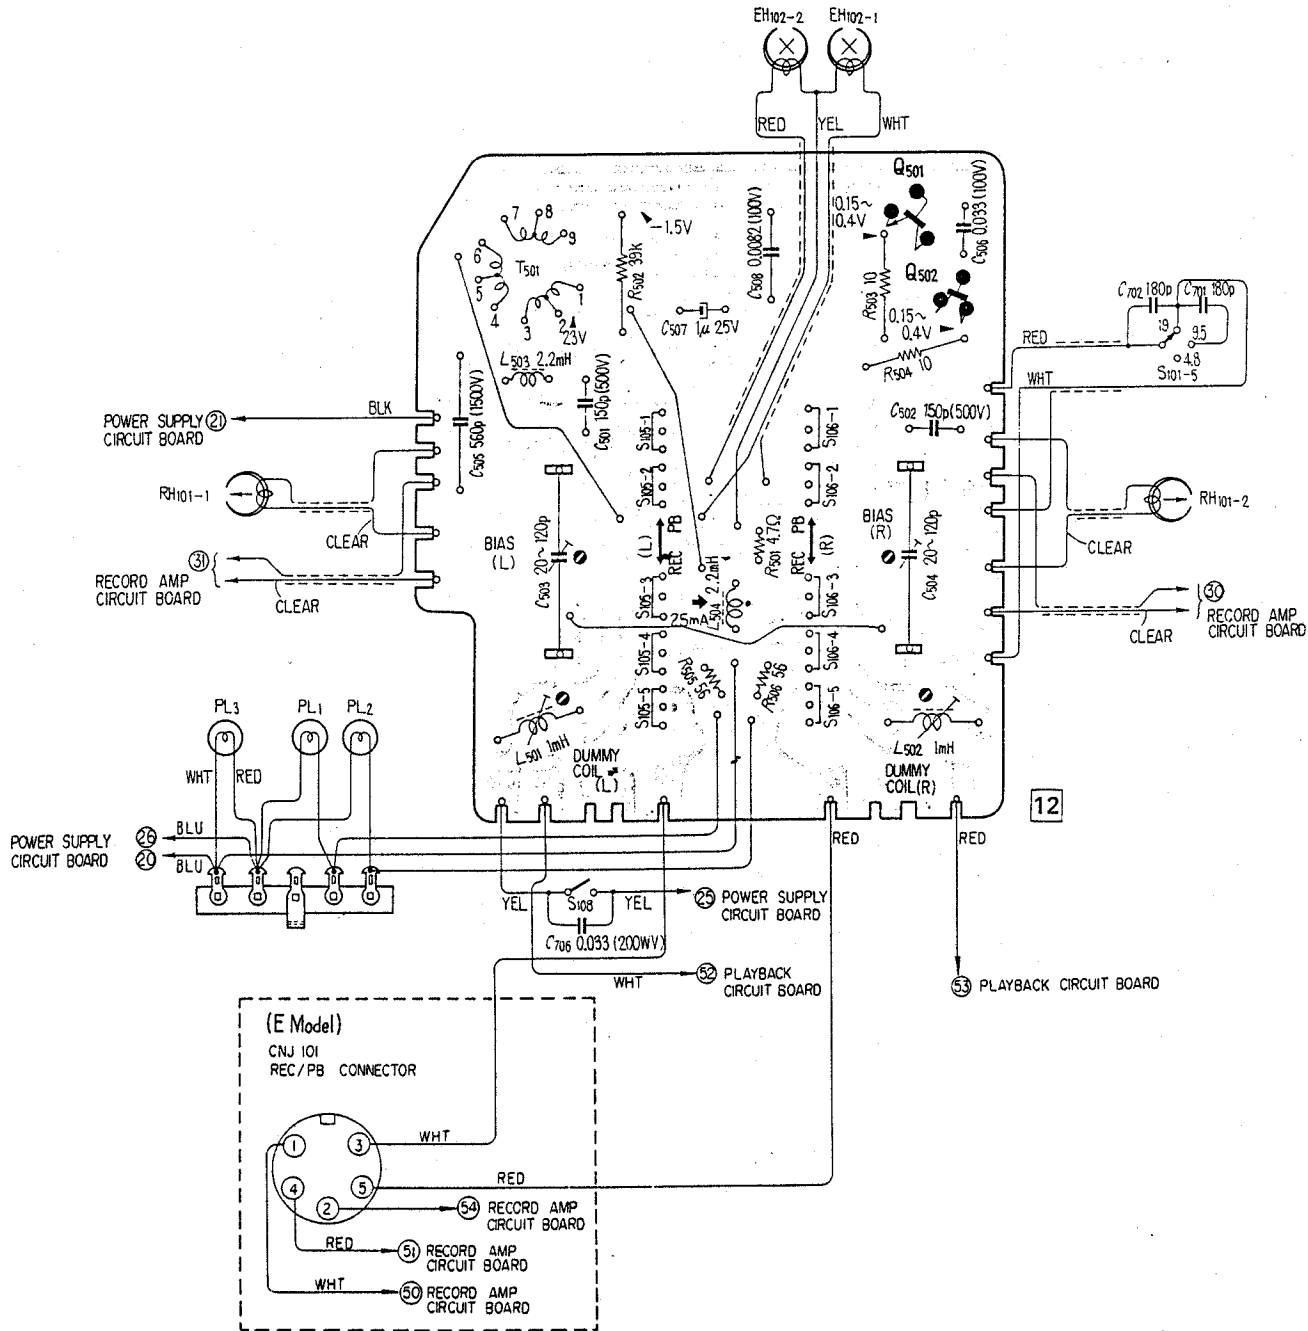 EH102-2 EH102-1
RED YEL WHT
Q501
0.15~
0.4V
C506 0.033 (100V)
-1.5V
C508 0.0082 (100V)
7 8
9
6
5
4
T501
1
2
3
23V
R502 39k
C507 1μ 25V
R503 10
Q502
0.15~
0.4V
R504 10
C702 180p C701 180p
19
9.5
4.8
S101-5
RED
WHT
L503 2.2mH
C501 150p (500V)
C505 560p (1500V)
C502 150p (500V)
POWER SUPPLY 21
CIRCUIT BOARD
BLK
S105-1
S105-2
S106-1
S106-2
RH101-1
RH101-2
CLEAR
CLEAR
BIAS
(L)
C503 20~120p
(L)
REC PB
R501 4.7Ω
REC PB
(R)
BIAS
(R)
C504 20~120p
31
RECORD AMP
CIRCUIT BOARD
CLEAR
30
RECORD AMP
CIRCUIT BOARD
CLEAR
S105-3
25mA
L504 2.2mH
S106-3
S105-4
S106-4
R505 56
R506 56
S105-5
S106-5
L501 1mH
DUMMY
COIL
(L)
L502 1mH
DUMMY
COIL(R)
12
PL3 PL1 PL2
WHT RED
POWER SUPPLY 26 BLU
CIRCUIT BOARD 20 BLU
RED
RED
YEL S108 YEL
25 POWER SUPPLY
CIRCUIT BOARD
C706 0.033 (200WV)
WHT
52 PLAYBACK
CIRCUIT BOARD
53 PLAYBACK CIRCUIT BOARD
(E Model)
CNJ 101
REC/PB CONNECTOR
1 3
WHT
4 5
RED
2
54 RECORD AMP
CIRCUIT BOARD
RED
51 RECORD AMP
CIRCUIT BOARD
WHT
50 RECORD AMP
CIRCUIT BOARD